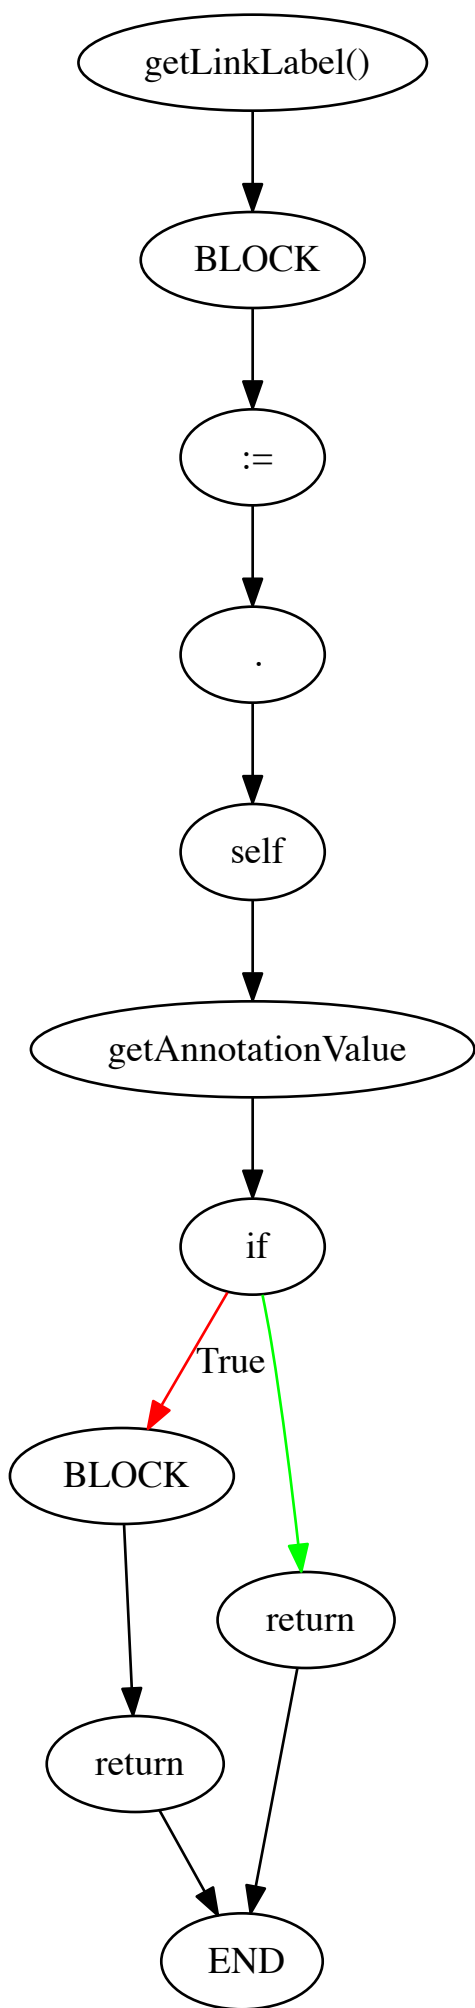 getLinkLabel()
BLOCK
:=
.
self
getAnnotationValue
if
True
BLOCK
return
return
END